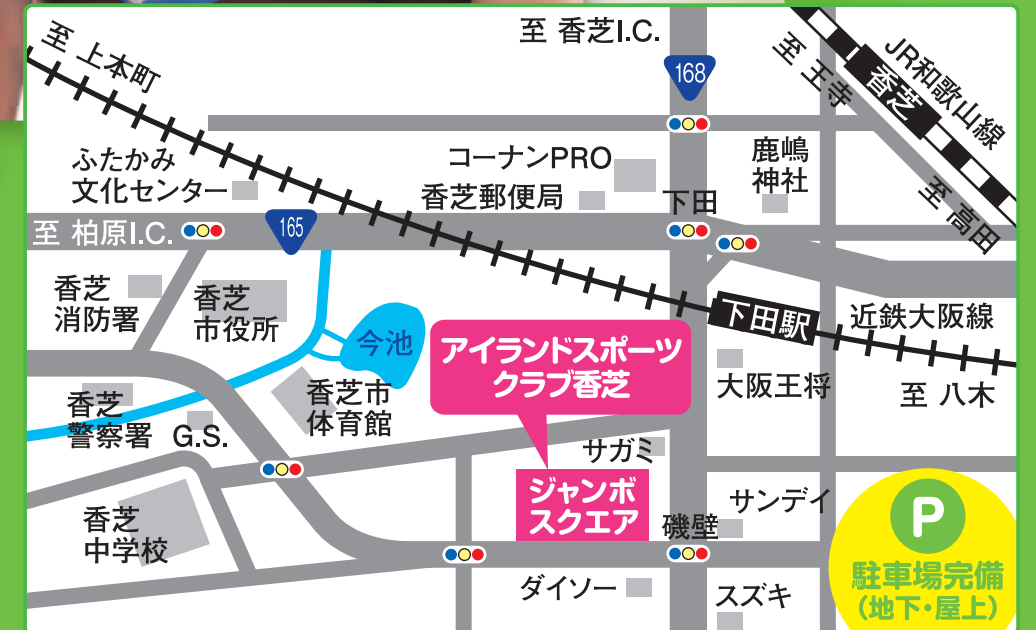 至 香芝I.C.
至 上本町
168
JR和歌山線
香芝
至 王寺
至 高田
ふたかみ
文化センター
コーナンPRO
香芝郵便局
鹿嶋
神社
下田
至 柏原I.C.
165
香芝
消防署
香芝
市役所
今池
下田駅
近鉄大阪線
アイランドスポーツ
クラブ香芝
大阪王将
至 八木
香芝
警察署
G.S.
香芝市
体育館
サガミ
ジャンボ
スクエア
磯壁
サンデイ
香芝
中学校
ダイソー
スズキ
P
駐車場完備
(地下・屋上)